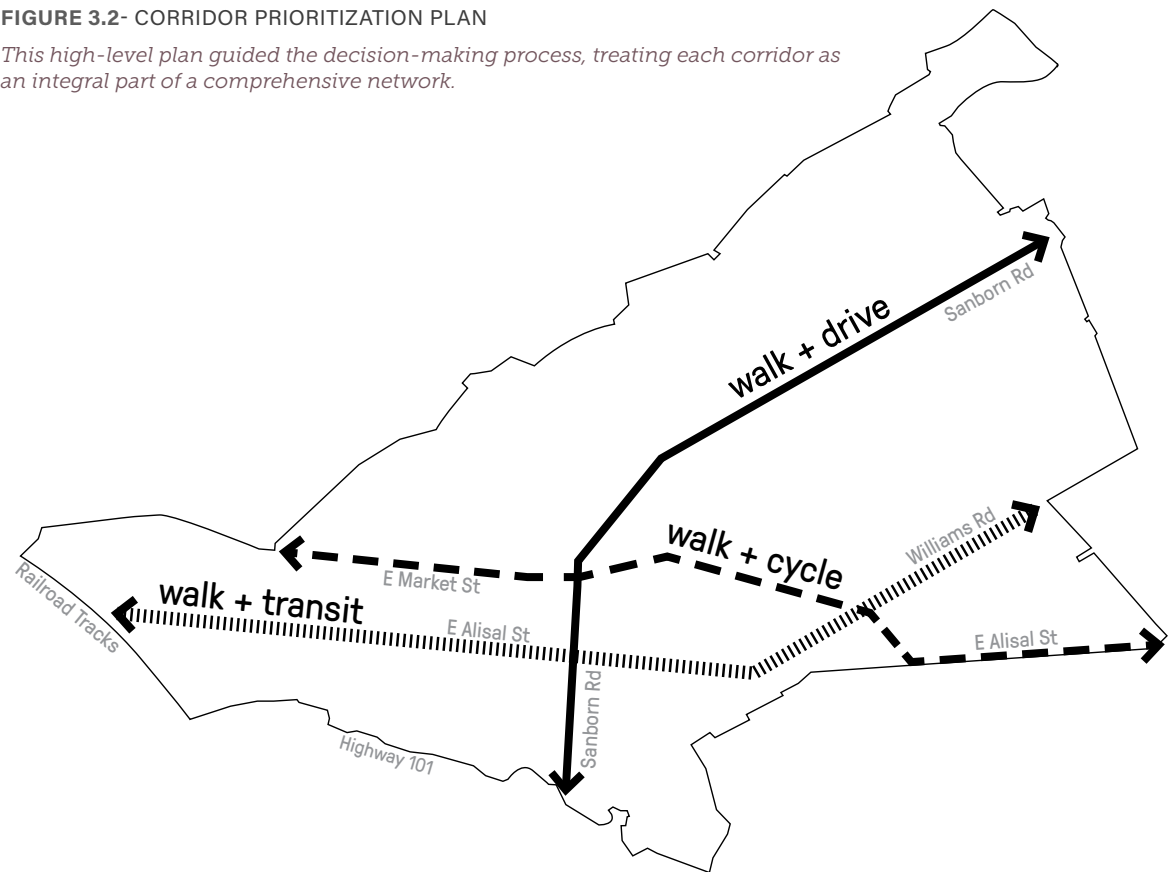 FIGURE 3.2- CORRIDOR PRIORITIZATION PLAN
This high-level plan guided the decision-making process, treating each corridor as
an integral part of a comprehensive network.
Sanborn Rd
walk + drive
Williams Rd
walk + cycle
E Market St
Railroad Tracks
walk + transit
E Alisal St
E Alisal St
Sanborn Rd
Highway 101